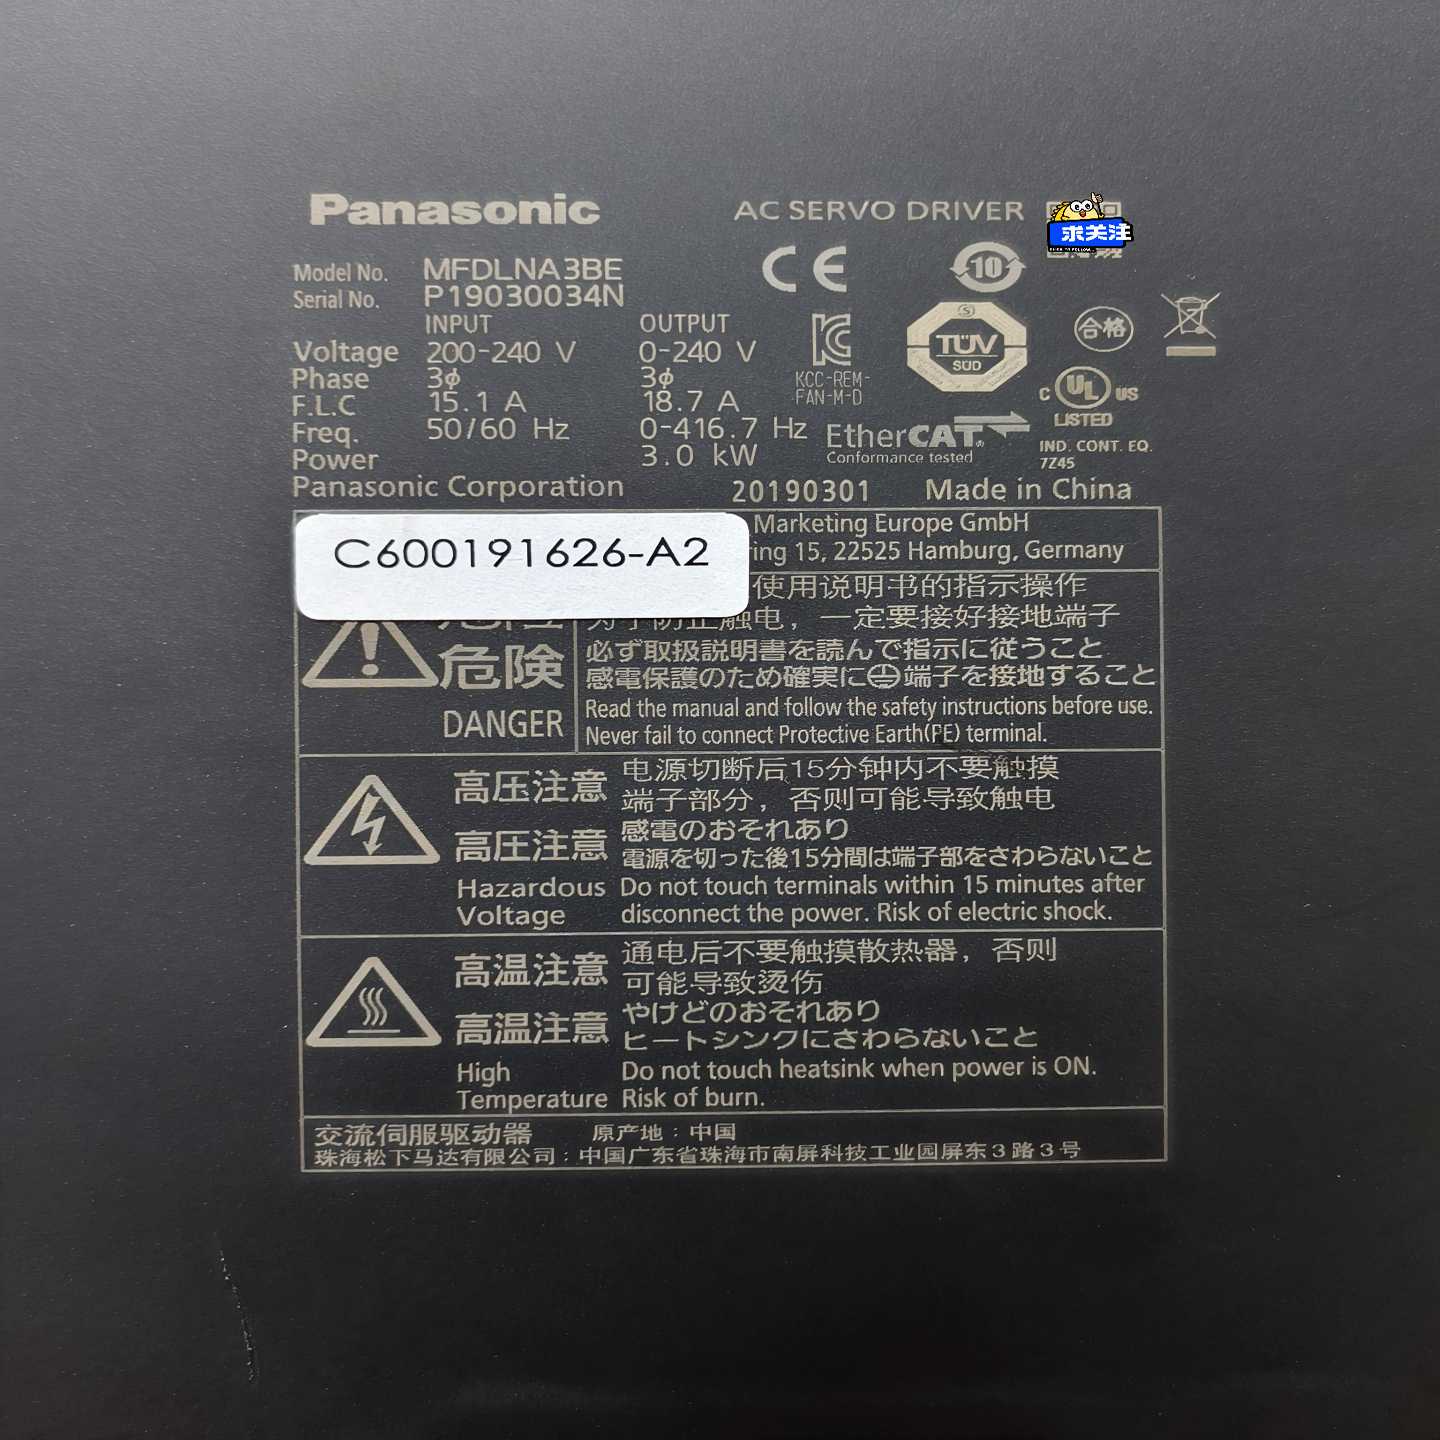 Panasonic
AC SERVO DRIVER
求关注
Model No. MFDLNA3BE
Serial No. P19030034N
INPUT OUTPUT
Voltage 200-240 V 0-240 V
Phase 3ϕ 3ϕ
F.L.C 15.1 A 18.7 A
Freq. 50/60 Hz 0-416.7 Hz
Power 3.0 kW
CE
10
KCC-REM-
FAN-M-D
TÜV
SÜD
合格
C UL US
LISTED
IND. CONT. EQ.
7Z45
EtherCAT®
Conformance tested
Panasonic Corporation 20190301 Made in China
Marketing Europe GmbH
ring 15, 22525 Hamburg, Germany
C600191626-A2
危険
DANGER
使用说明书的指示操作
触电，一定要接好接地端子
必ず取扱説明書を読んで指示に従うこと
感電保護のため確実に端子を接地すること
Read the manual and follow the safety instructions before use.
Never fail to connect Protective Earth(PE) terminal.
高压注意
高圧注意
Hazardous
Voltage
电源切断后15分钟内不要触摸
端子部分，否则可能导致触电
感電のおそれあり
電源を切った後15分間は端子部をさわらないこと
Do not touch terminals within 15 minutes after
disconnect the power. Risk of electric shock.
高温注意
高温注意
High
Temperature
通电后不要触摸散热器，否则
可能导致烫伤
やけどのおそれあり
ヒートシンクにさわらないこと
Do not touch heatsink when power is ON.
Risk of burn.
交流伺服驱动器 原产地：中国
珠海松下马达有限公司：中国广东省珠海市南屏科技工业园屏东3路3号